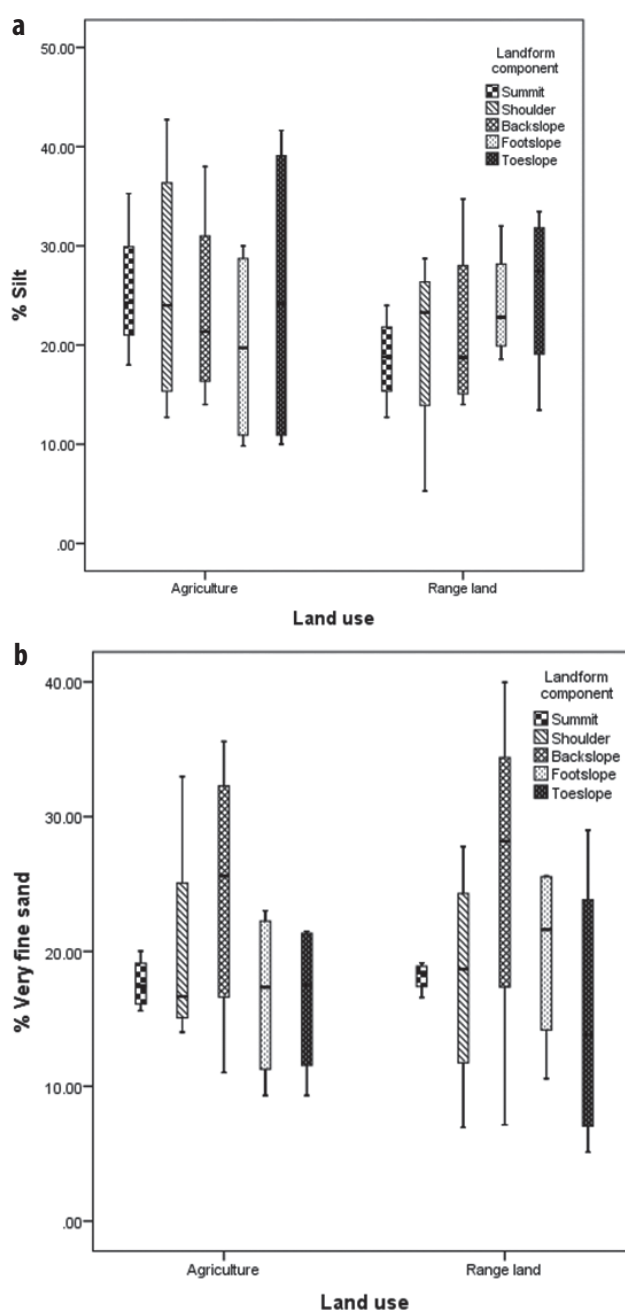 a
50.00
40.00
30.00
20.00
10.00
.00
% Silt
Landform
component
Summit
Shoulder
Backslope
Footslope
Toeslope
Agriculture
Range land
Land use
b
40.00
30.00
20.00
10.00
.00
% Very fine sand
Landform
component
Summit
Shoulder
Backslope
Footslope
Toeslope
Agriculture
Range land
Land use